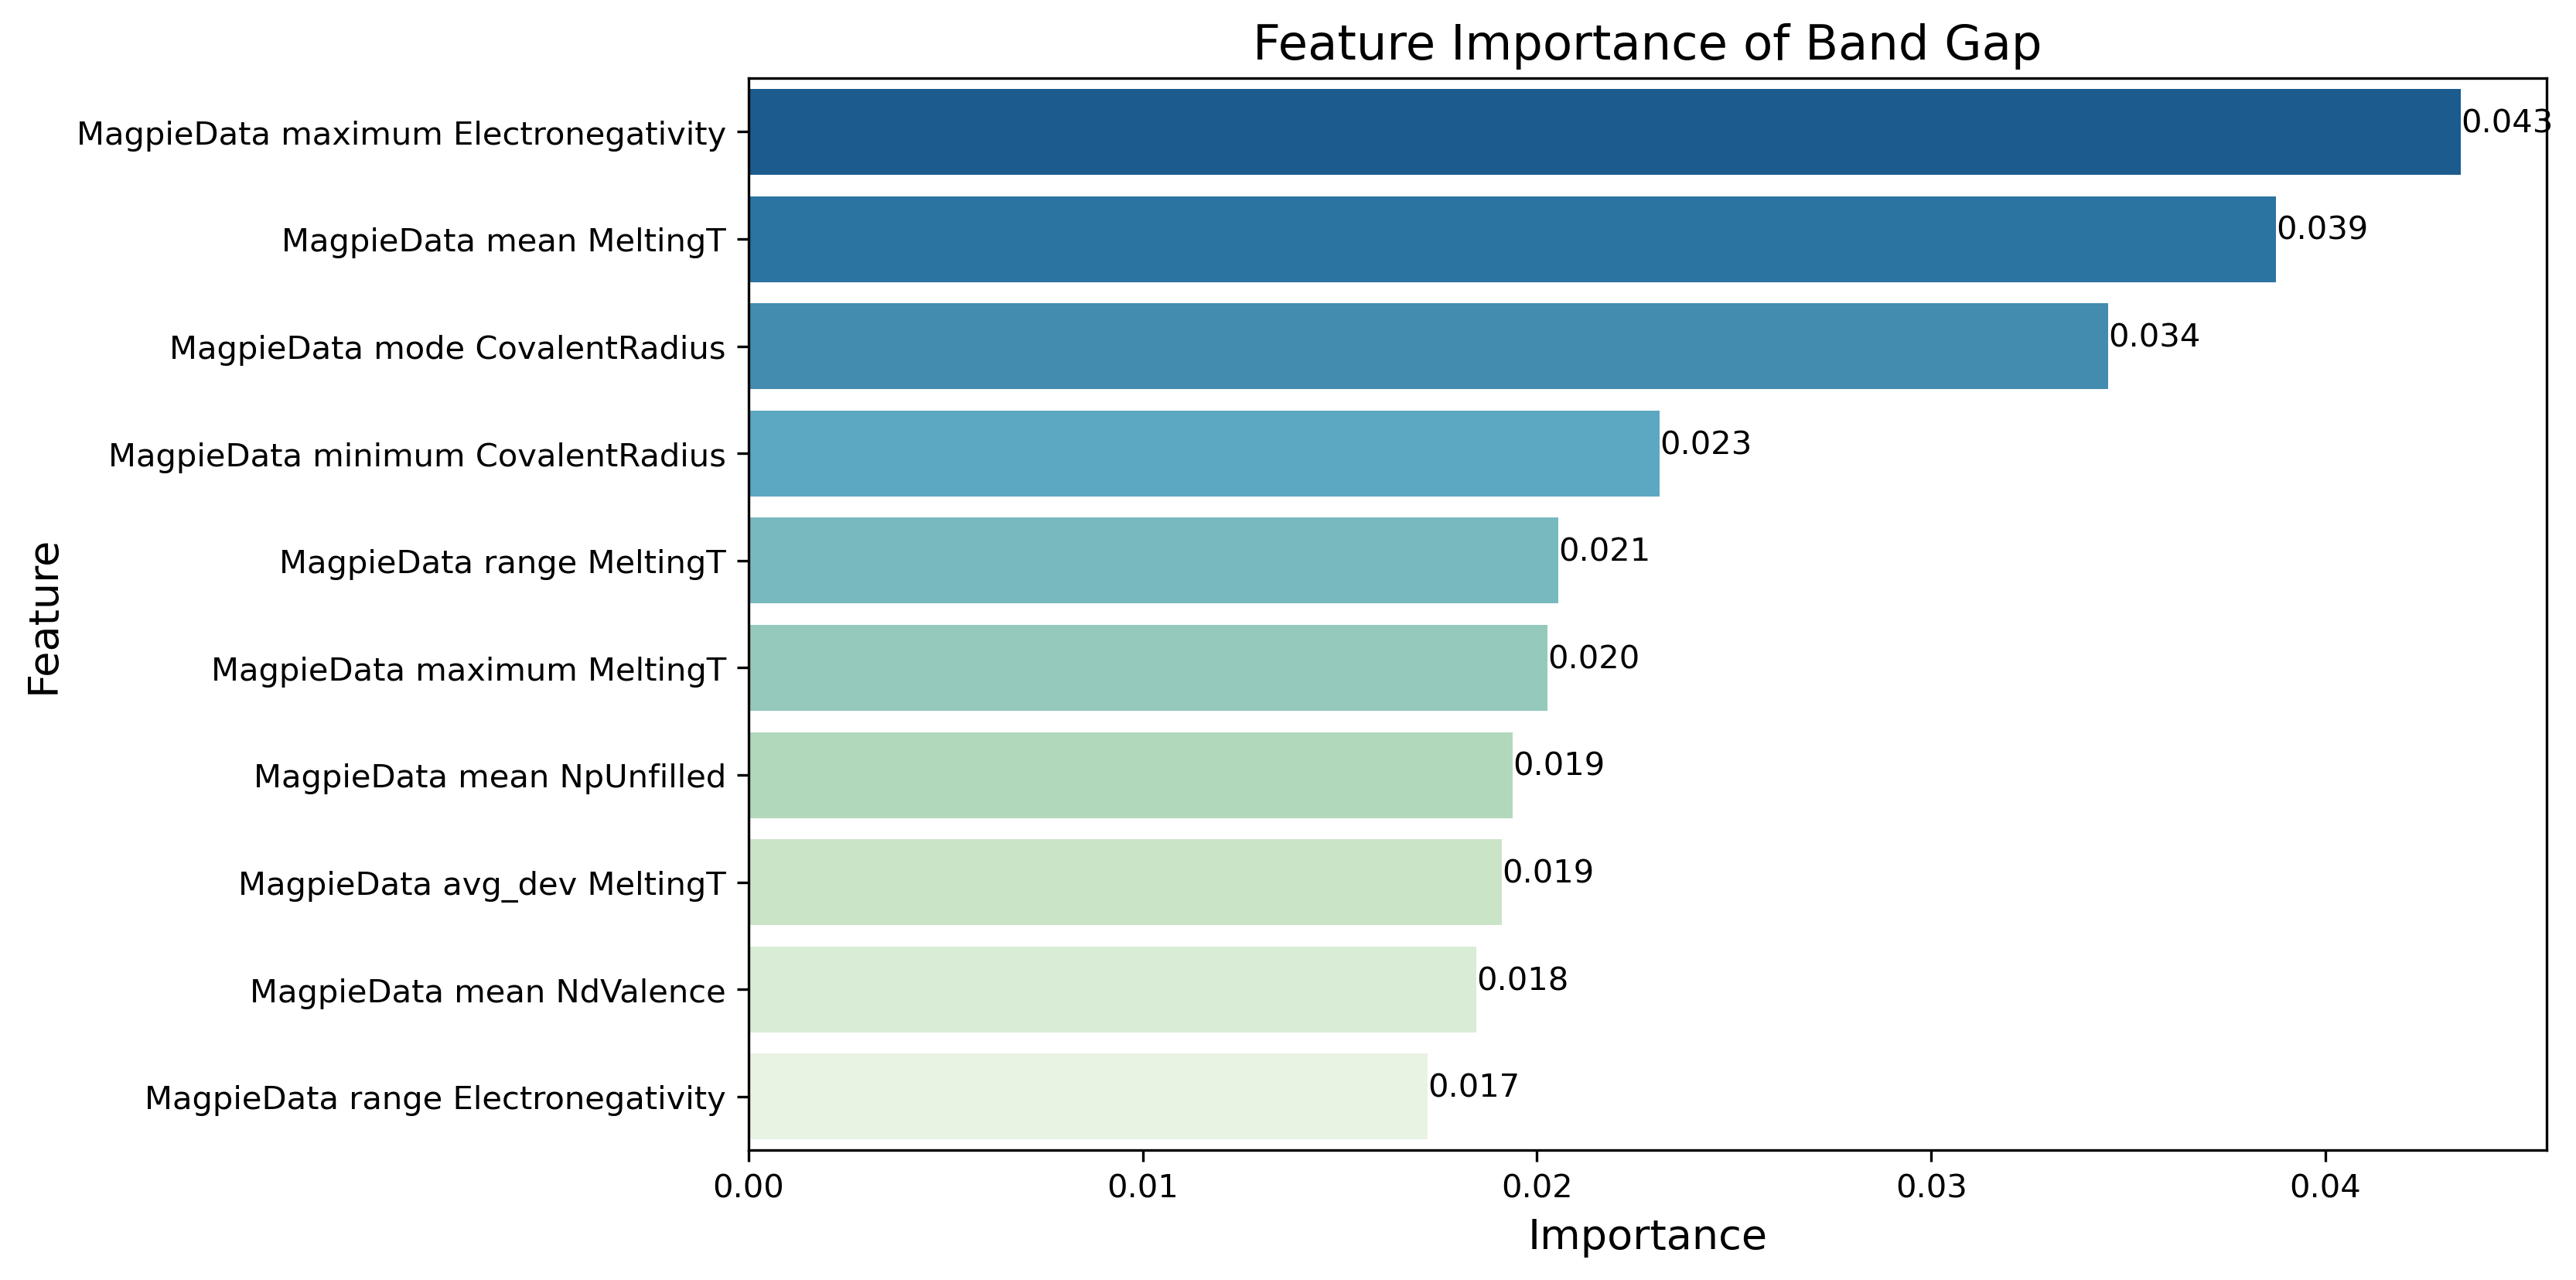 Feature Importance of Band Gap
MagpieData maximum Electronegativity
0.043
MagpieData mean MeltingT
0.039
MagpieData mode CovalentRadius
0.034
MagpieData minimum CovalentRadius
0.023
MagpieData range MeltingT
0.021
MagpieData maximum MeltingT
0.020
MagpieData mean NpUnfilled
0.019
MagpieData avg_dev MeltingT
0.019
MagpieData mean NdValence
0.018
MagpieData range Electronegativity
0.017
Feature
0.00 0.01 0.02 0.03 0.04
Importance